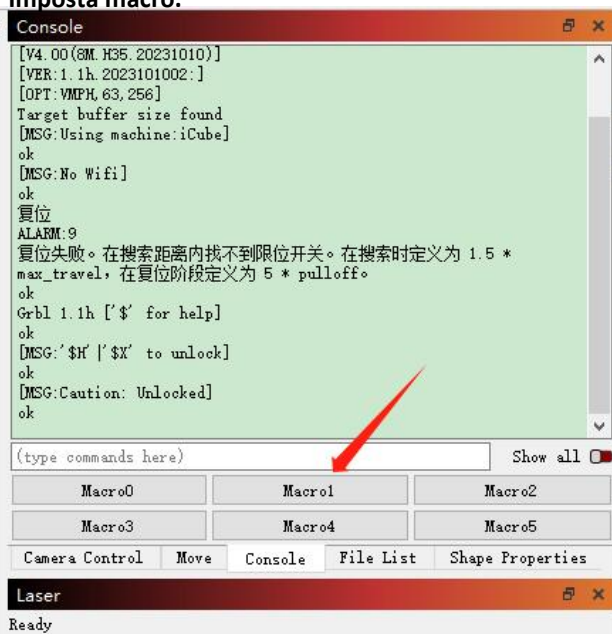 imposta macro.
Console
[V4.00(8M.H35.20231010)]
[VER:1.1h.2023101002:]
[OPT:VMPH,63,256]
Target buffer size found
[MSG:Using machine:iCube]
ok
[MSG:No Wifi]
ok
复位
ALARM:9
复位失败。在搜索距离内找不到限位开关。在搜索时定义为 1.5 *
max_travel，在复位阶段定义为 5 * pulloff。
ok
Grbl 1.1h ['$' for help]
ok
[MSG:'$H'|'$X' to unlock]
ok
[MSG:Caution: Unlocked]
ok
(type commands here) Show all
Macro0 Macro1 Macro2
Macro3 Macro4 Macro5
Camera Control Move Console File List Shape Properties
Laser
Ready